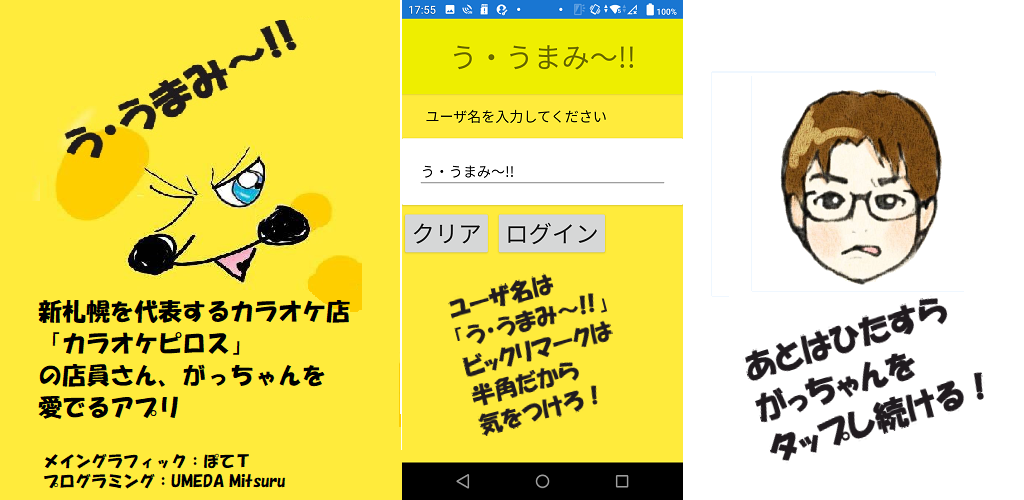 う・うまみ～!!
新札幌を代表するカラオケ店
「カラオケピロス」
の店員さん、がっちゃんを
愛でるアプリ
メイングラフィック：ぽてT
プログラミング：UMEDA Mitsuru
17:55
100%
う・うまみ～!!
ユーザ名を入力してください
う・うまみ～!!
クリア
ログイン
ユーザ名は
「う・うまみ～!!」
ビックリマークは
半角だから
気をつけろ！
あとはひたすら
がっちゃんを
タップし続ける！